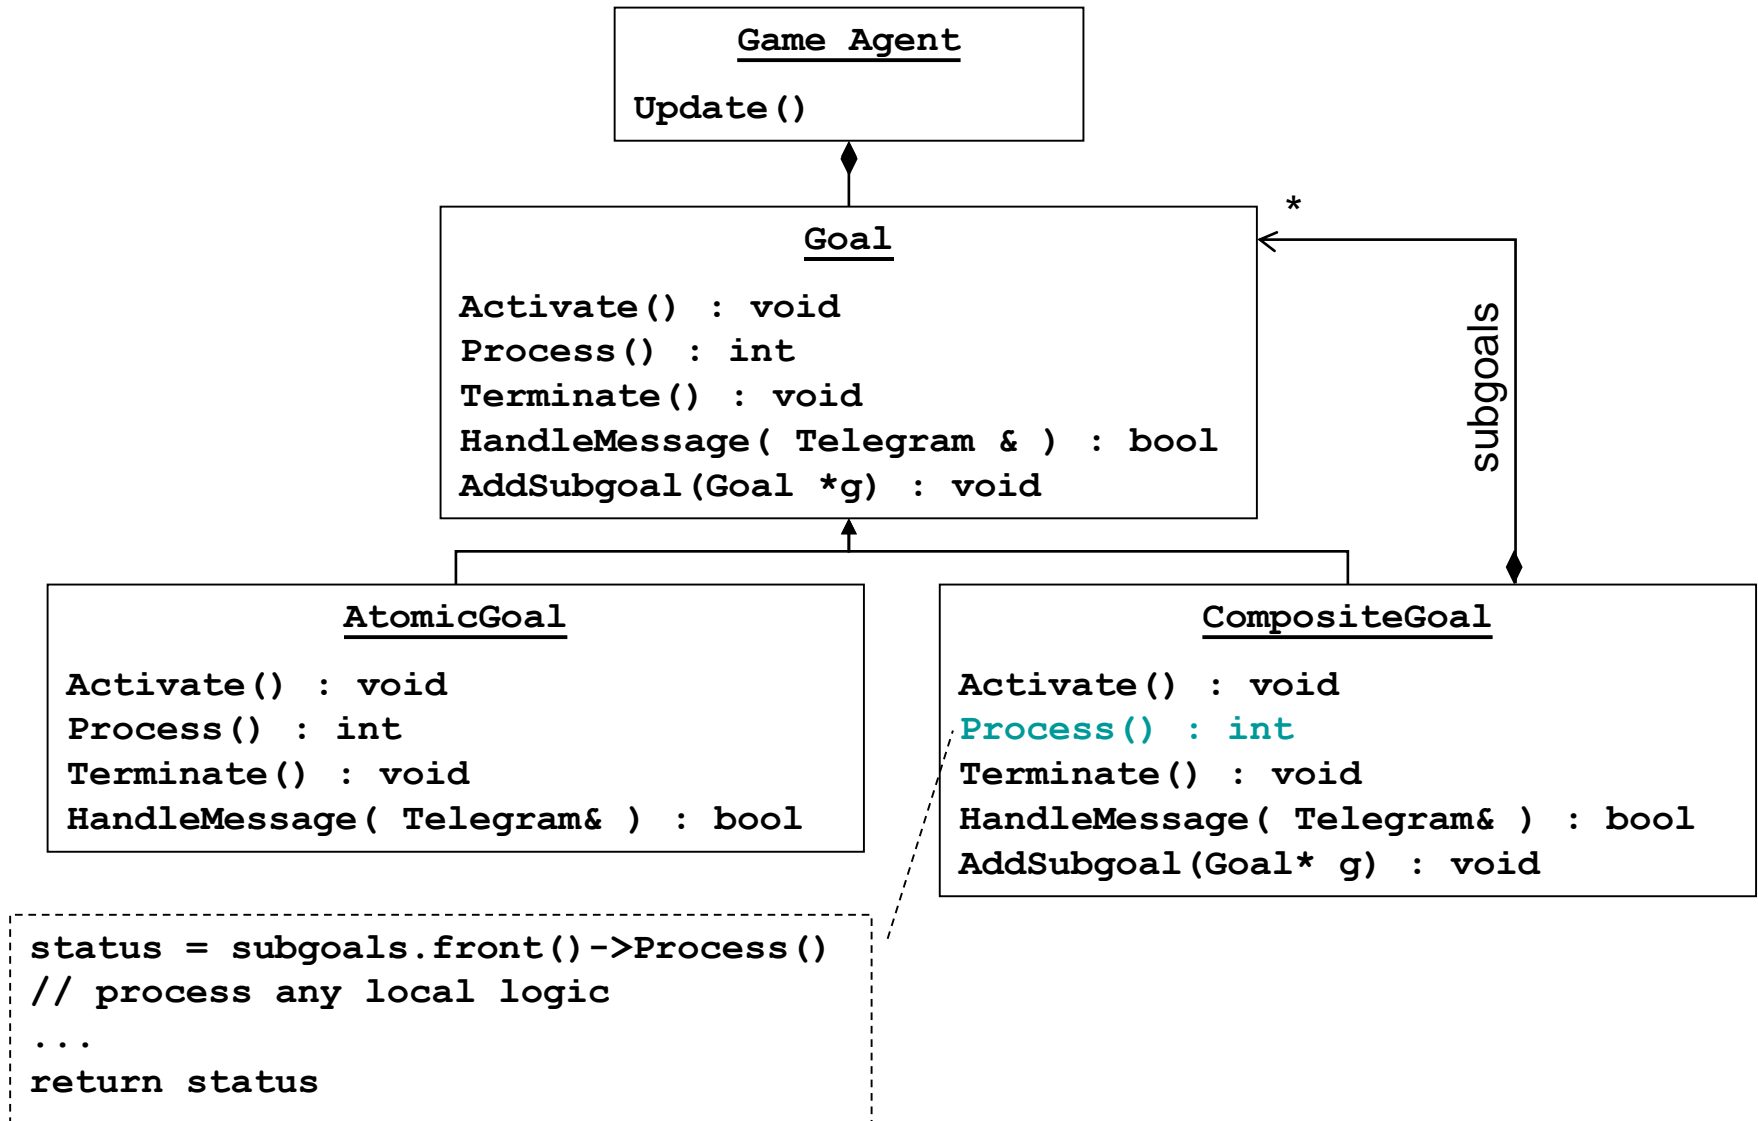 Game Agent
Update()
*
Goal
Activate() : void
Process() : int
Terminate() : void
HandleMessage( Telegram & ) : bool
AddSubgoal(Goal *g) : void
subgoals
AtomicGoal
Activate() : void
Process() : int
Terminate() : void
HandleMessage( Telegram& ) : bool
CompositeGoal
Activate() : void
Process() : int
Terminate() : void
HandleMessage( Telegram& ) : bool
AddSubgoal(Goal* g) : void
status = subgoals.front()->Process()
// process any local logic
...
return status